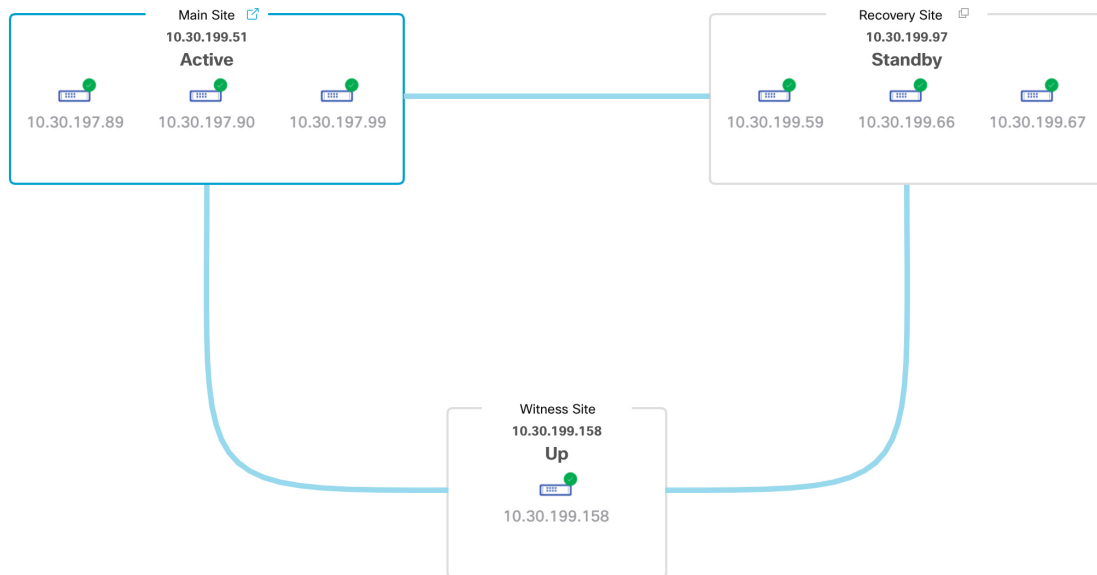 Main Site
10.30.199.51
Active
10.30.197.89
10.30.197.90
10.30.197.99
Recovery Site
10.30.199.97
Standby
10.30.199.59
10.30.199.66
10.30.199.67
Witness Site
10.30.199.158
Up
10.30.199.158